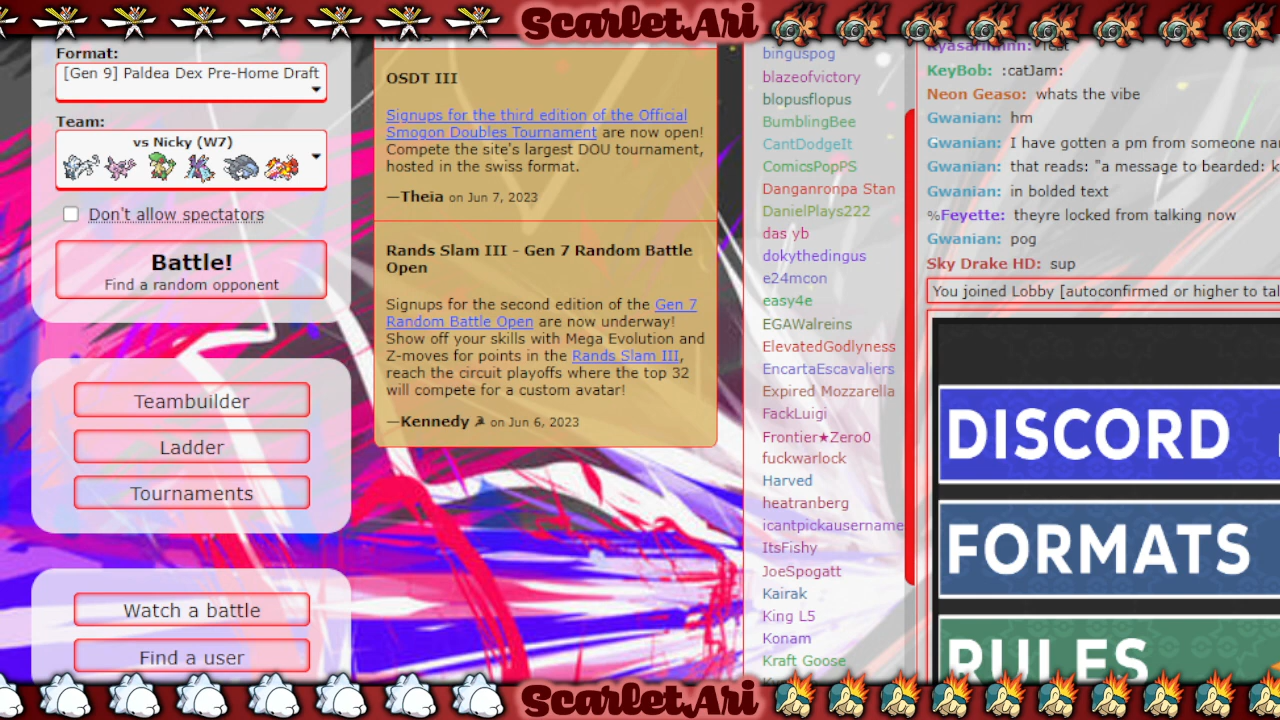 ScarletAri
Format:
[Gen 9] Paldea Dex Pre-Home Draft
Team:
vs Nicky (W7)
Don't allow spectators
Battle!
Find a random opponent
Teambuilder
Ladder
Tournaments
Watch a battle
Find a user
OSDT III
Signups for the third edition of the Official
Smogon Doubles Tournament are now open!
Compete the site's largest DOU tournament,
hosted in the swiss format.
—Theia on Jun 7, 2023
Rands Slam III - Gen 7 Random Battle
Open
Signups for the second edition of the Gen 7
Random Battle Open are now underway!
Show off your skills with Mega Evolution and
Z-moves for points in the Rands Slam III,
reach the circuit playoffs where the top 32
will compete for a custom avatar!
—Kennedy on Jun 6, 2023
binguspog
blazeofvictory
blopusflopus
BumblingBee
CantDodgeIt
ComicsPopPS
Danganronpa Stan
DanielPlays222
das yb
dokythedingus
e24mcon
easy4e
EGAWalreins
ElevatedGodlyness
EncartaEscavaliers
Expired Mozzarella
FackLuigi
Frontier★Zero0
fuckwarlock
Harved
heatranberg
icantpickausername
ItsFishy
JoeSpogatt
Kairak
King L5
Konam
Kraft Goose
KeyBob: :catJam:
Neon Geaso: whats the vibe
Gwanian: hm
Gwanian: I have gotten a pm from someone
Gwanian: that reads: "a message to bearded:
Gwanian: in bolded text
%Feyette: theyre locked from talking now
Gwanian: pog
Sky Drake HD: sup
You joined Lobby [autoconfirmed or higher to
DISCORD
FORMATS
RULES
ScarletAri